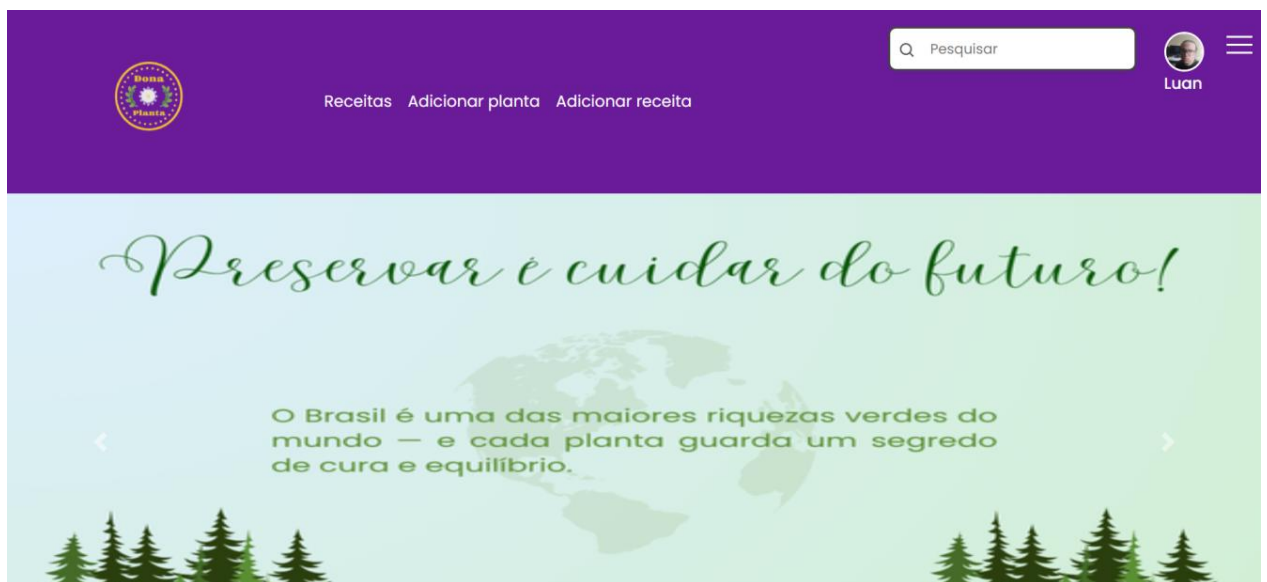 Dona
Planta
Receitas Adicionar planta Adicionar receita
Pesquisar
Luan
Preservar é cuidar do futuro!
O Brasil é uma das maiores riquezas verdes do
mundo — e cada planta guarda um segredo
de cura e equilíbrio.